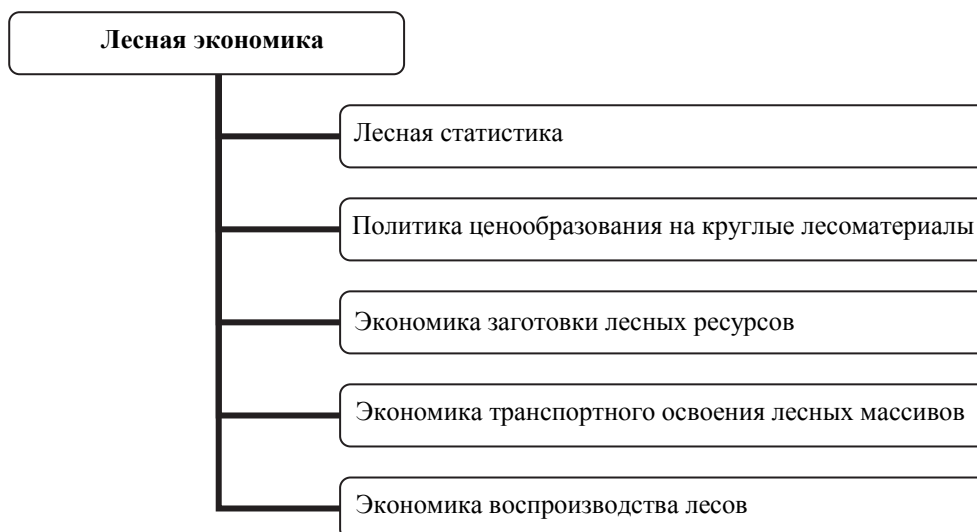 Лесная экономика
Лесная статистика
Политика ценообразования на круглые лесоматериалы
Экономика заготовки лесных ресурсов
Экономика транспортного освоения лесных массивов
Экономика воспроизводства лесов